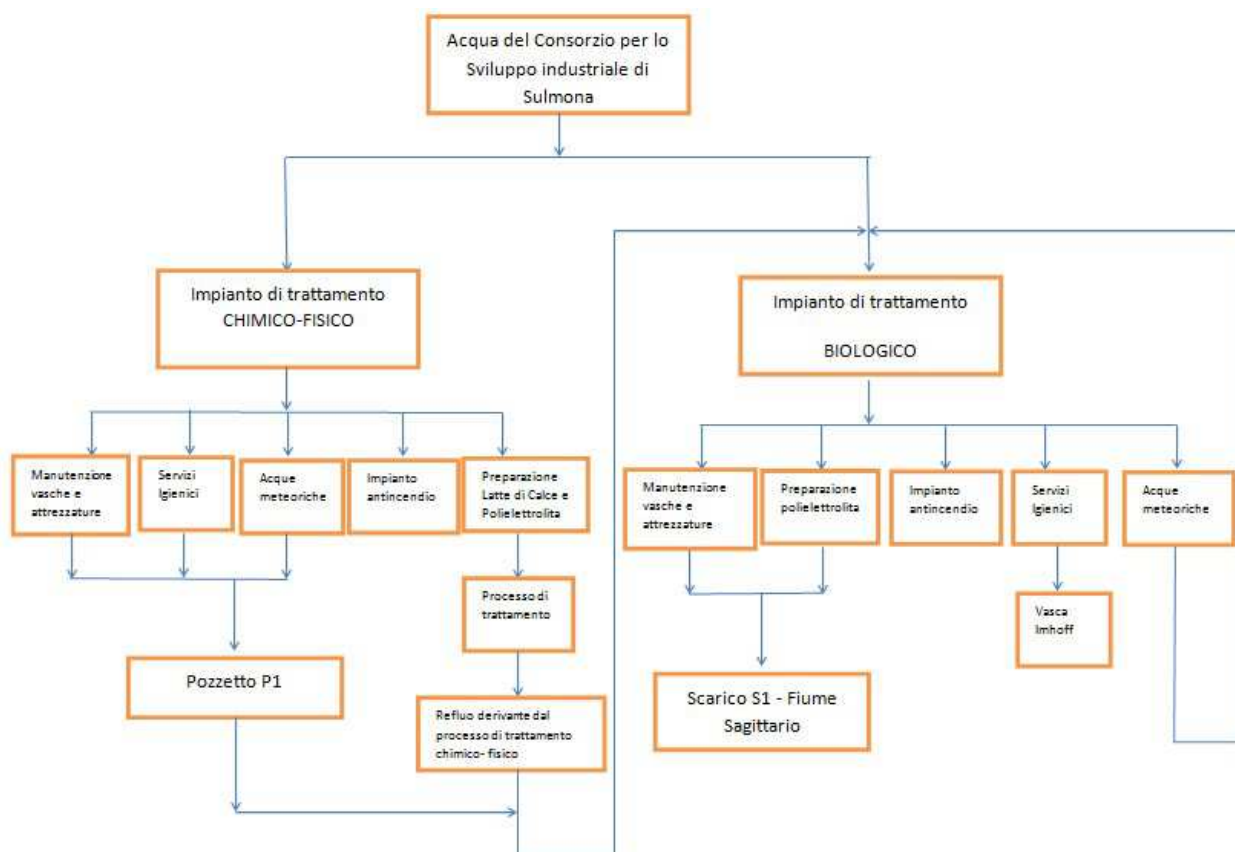 Acqua del Consorzio per lo
Sviluppo industriale di
Sulmona
Impianto di trattamento
CHIMICO-FISICO
Impianto di trattamento
BIOLOGICO
Manutenzione
vasche e
attrezzature
Servizi
Igienici
Acque
meteoriche
Impianto
antincendio
Preparazione
Latte di Calce e
Polielettrolita
Manutenzione
vasche e
attrezzature
Preparazione
polielettrolita
Impianto
antincendio
Servizi
Igienici
Acque
meteoriche
Processo di
trattamento
Vasca
Imhoff
Pozzetto P1
Scarico S1 - Fiume
Sagittario
Refluo derivante dal
processo di trattamento
chimico- fisico